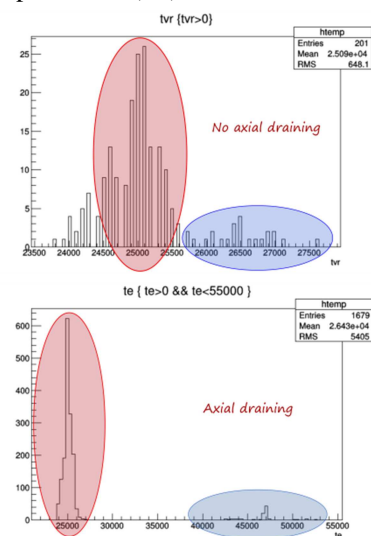 tvr {tvr>0}
htemp
Entries 201
Mean 2.509e+04
RMS 648.1
25
20
15
10
5
0
No axial draining
23500 24000 24500 25000 25500 26000 26500 27000 27500
tvr
te { te>0 && te<55000 }
htemp
Entries 1679
Mean 2.643e+04
RMS 5405
600
500
400
300
200
100
0
Axial draining
25000 30000 35000 40000 45000 50000 55000
te